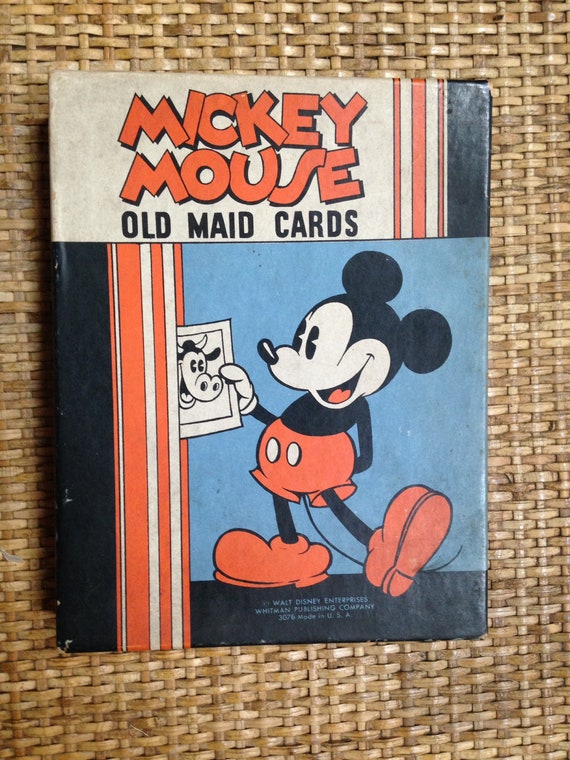 MICKEY
MOUSE
OLD MAID CARDS
WALT DISNEY ENTERPRISES
WHITMAN PUBLISHING COMPANY
3076 Made in U. S. A